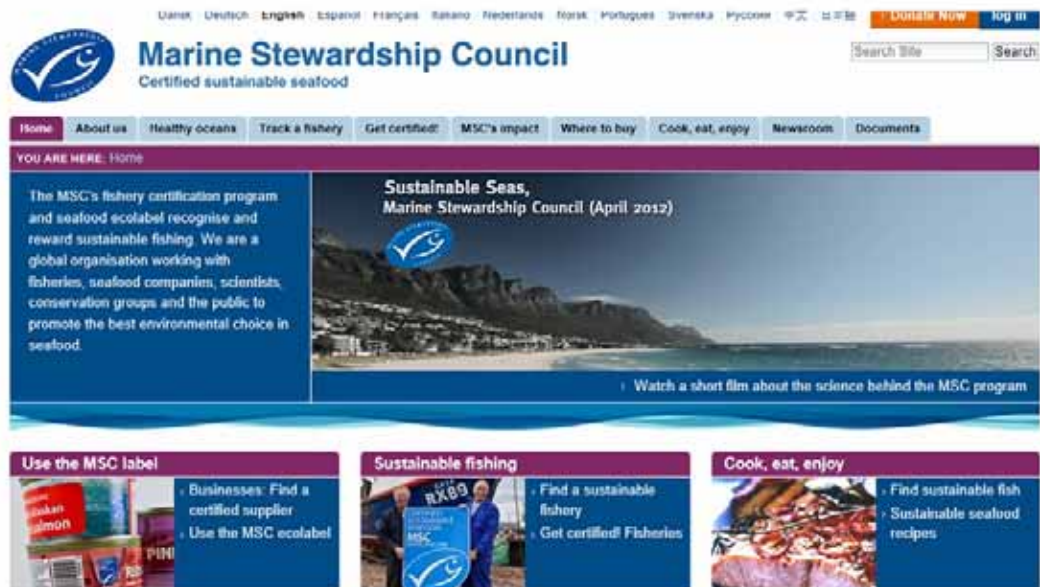 Dansk Deutsch English Español Français Italiano Nederlands Norsk Português Svenska Русский 中文 日本語 Donate Now log in
Marine Stewardship Council
Certified sustainable seafood
Search Site Search
Home About us Healthy oceans Track a fishery Get certified! MSC's impact Where to buy Cook, eat, enjoy Newsroom Documents
YOU ARE HERE: Home
The MSC's fishery certification program
and seafood ecolabel recognise and
reward sustainable fishing. We are a
global organisation working with
fisheries, seafood companies, scientists,
conservation groups and the public to
promote the best environmental choice in
seafood.
Sustainable Seas,
Marine Stewardship Council (April 2012)
Watch a short film about the science behind the MSC program
Use the MSC label
Businesses: Find a
certified supplier
Use the MSC ecolabel
salmon
PIN
Sustainable fishing
RX89
CERTIFIED
SUSTAINABLE
MSC
Find a sustainable
fishery
Get certified! Fisheries
Cook, eat, enjoy
Find sustainable fish
Sustainable seafood
recipes